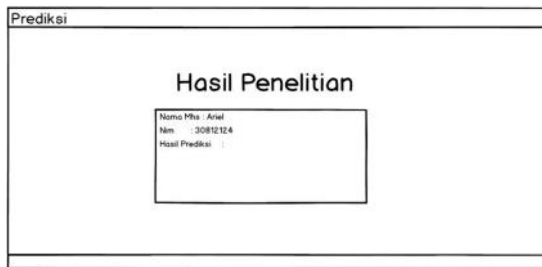 Prediksi
Hasil Penelitian
Nama Mhs : Ariel
Nim : 30812124
Hasil Prediksi :